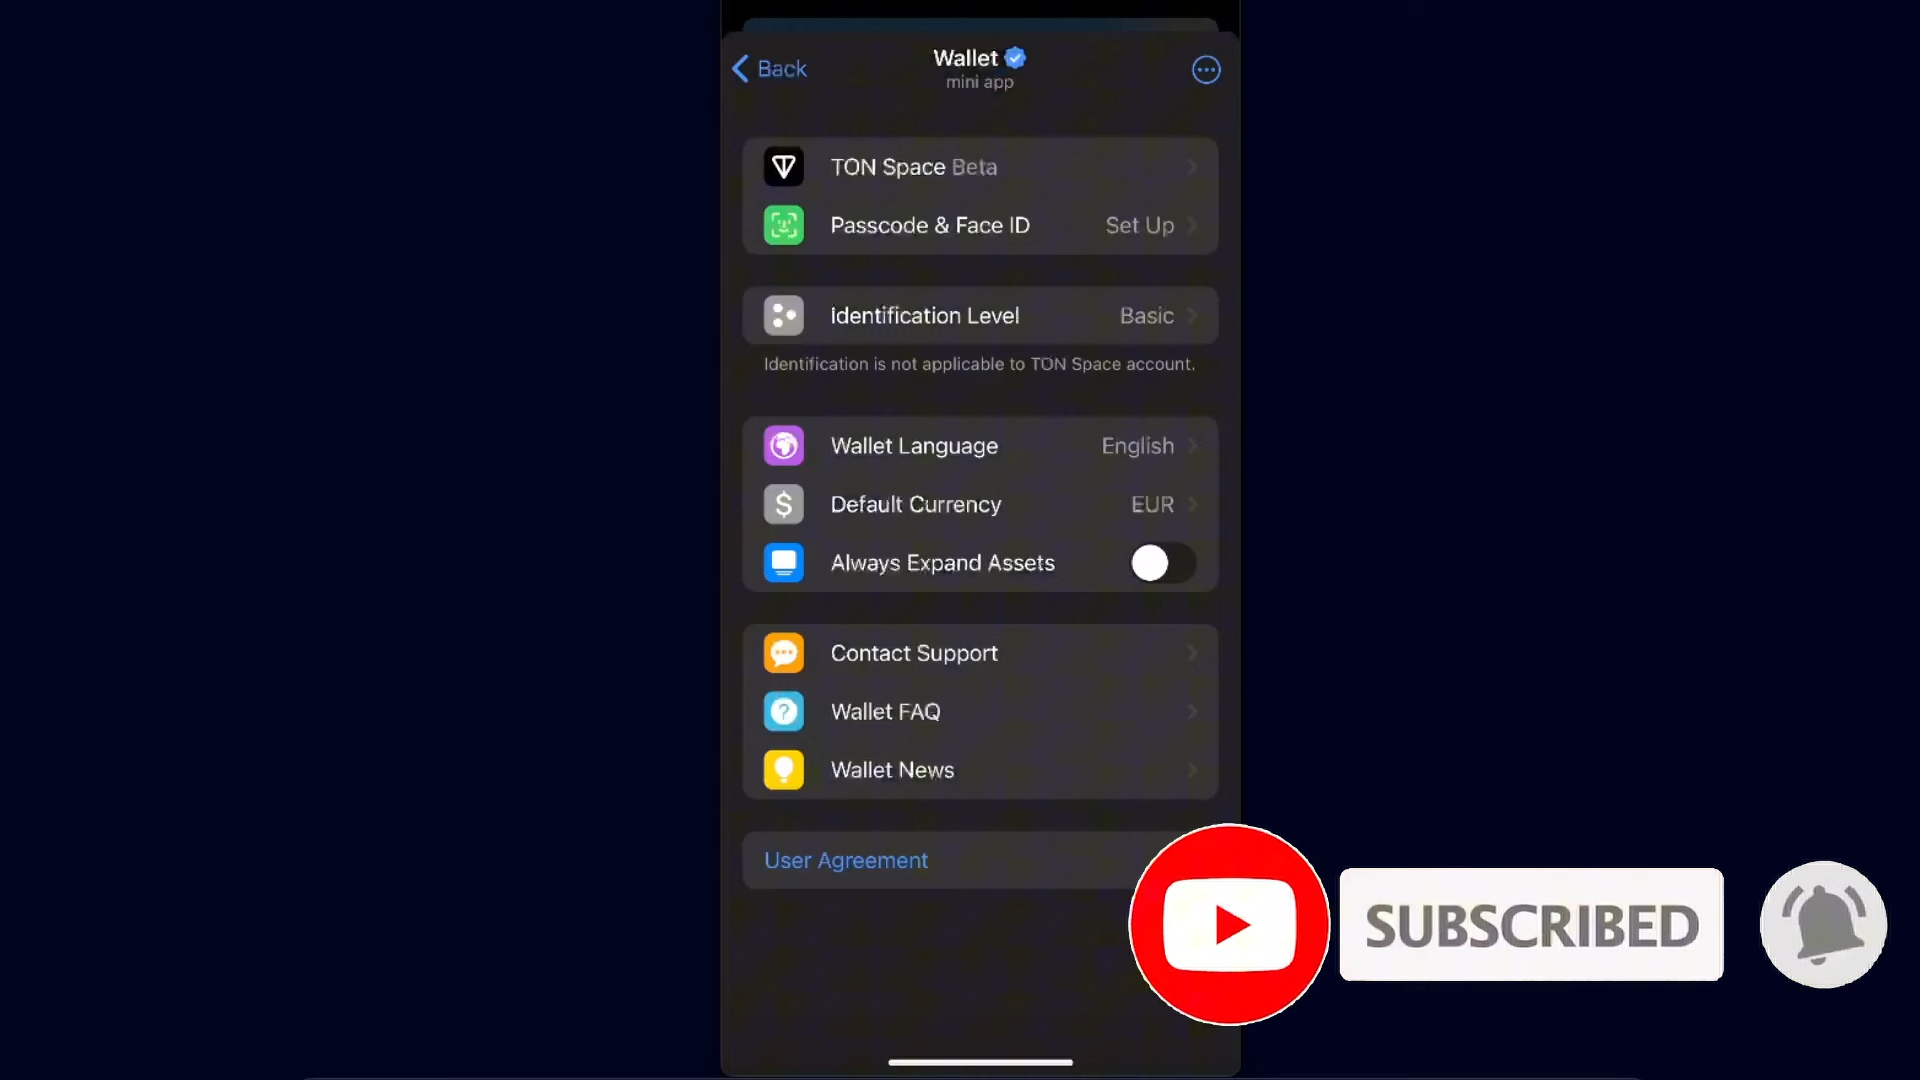 Back
Wallet
mini app
TON Space Beta
Passcode & Face ID Set Up
Identification Level Basic
Identification is not applicable to TON Space account.
Wallet Language English
Default Currency EUR
Always Expand Assets
Contact Support
Wallet FAQ
Wallet News
User Agreement
SUBSCRIBED